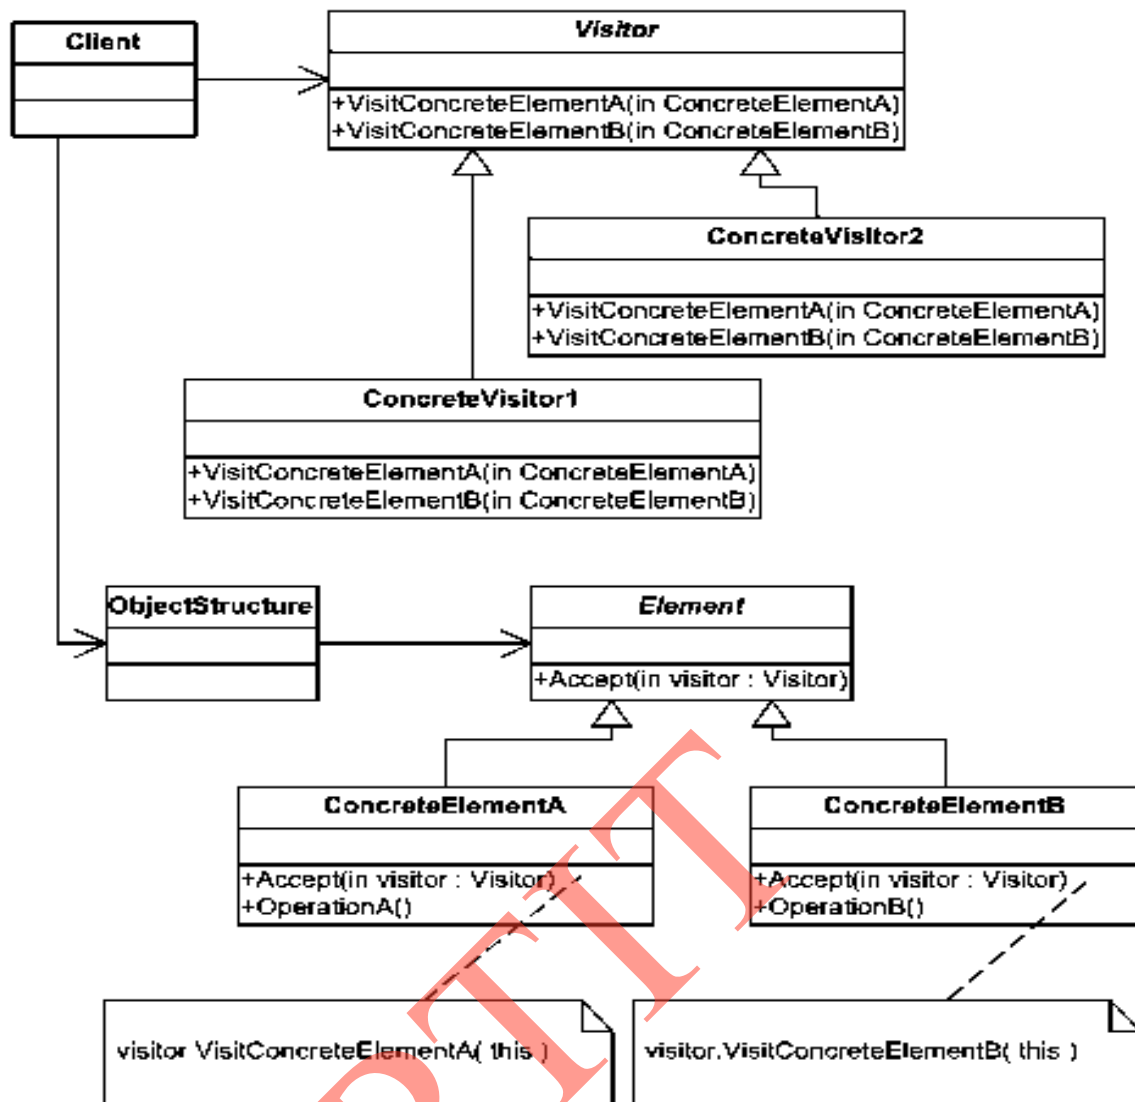 Client
Visitor
+VisitConcreteElementA(in ConcreteElementA)
+VisitConcreteElementB(in ConcreteElementB)
ConcreteVisitor2
+VisitConcreteElementA(in ConcreteElementA)
+VisitConcreteElementB(in ConcreteElementB)
ConcreteVisitor1
+VisitConcreteElementA(in ConcreteElementA)
+VisitConcreteElementB(in ConcreteElementB)
ObjectStructure
Element
+Accept(in visitor : Visitor)
ConcreteElementA
+Accept(in visitor : Visitor)
+OperationA()
ConcreteElementB
+Accept(in visitor : Visitor)
+OperationB()
visitor VisitConcreteElementA( this )
visitor.VisitConcreteElementB( this )
PTIT